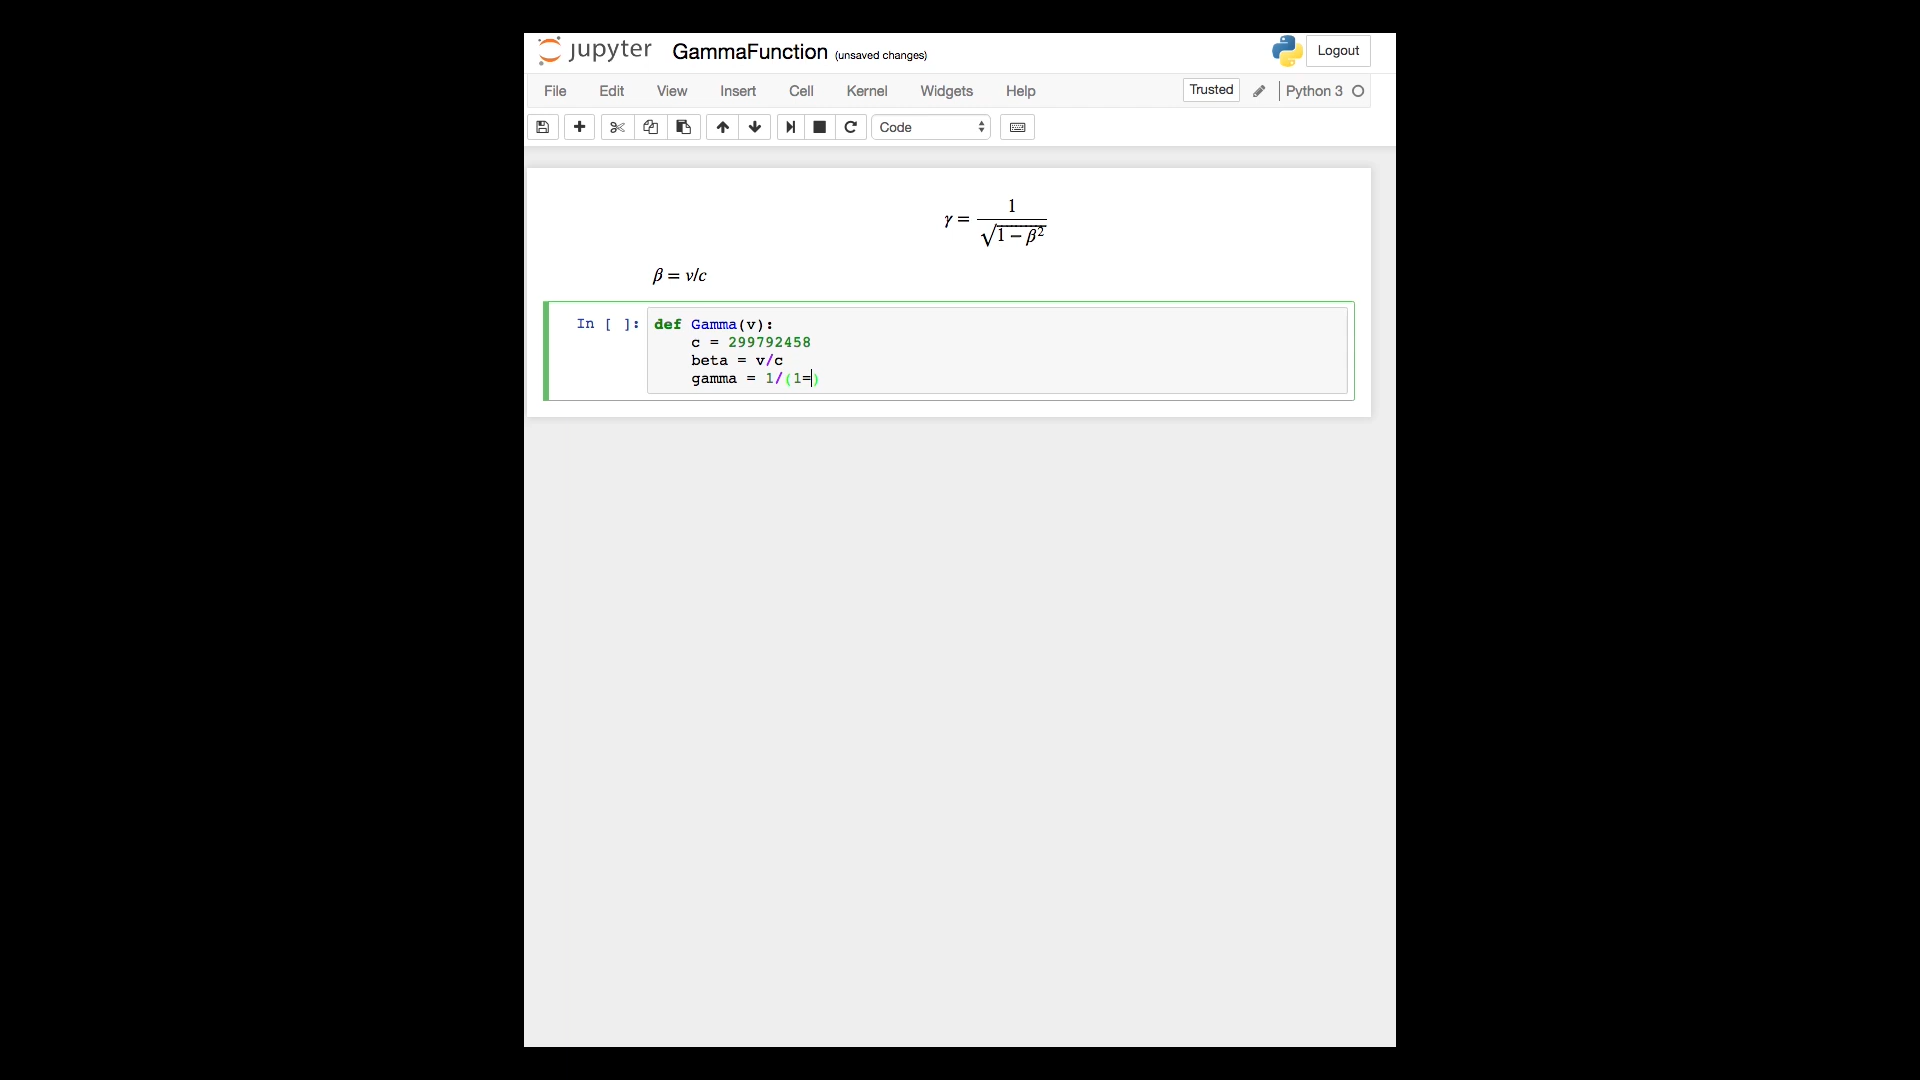 jupyter GammaFunction (unsaved changes) Logout
File Edit View Insert Cell Kernel Widgets Help Trusted Python 3
Code
γ = 1/√(1 − β²)
β = v/c
In [ ]: def Gamma(v):
c = 299792458
beta = v/c
gamma = 1/(1=)